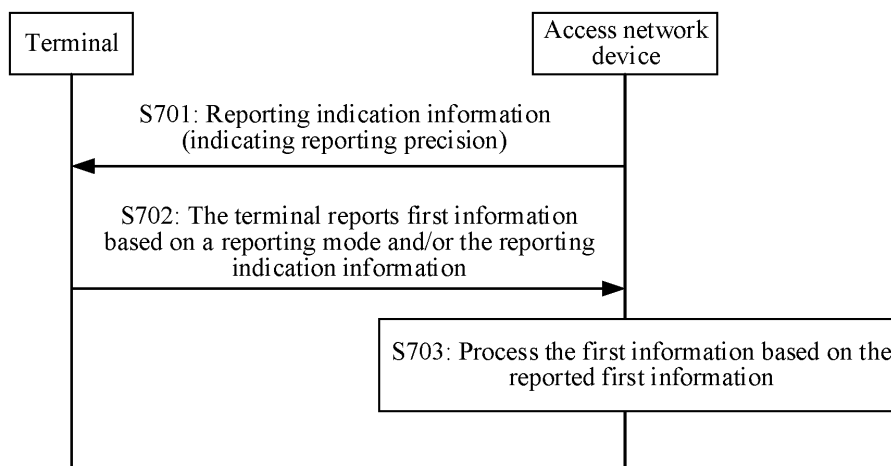 Terminal
Access network
device
S701: Reporting indication information
(indicating reporting precision)
S702: The terminal reports first information
based on a reporting mode and/or the reporting
indication information
S703: Process the first information based on the
reported first information